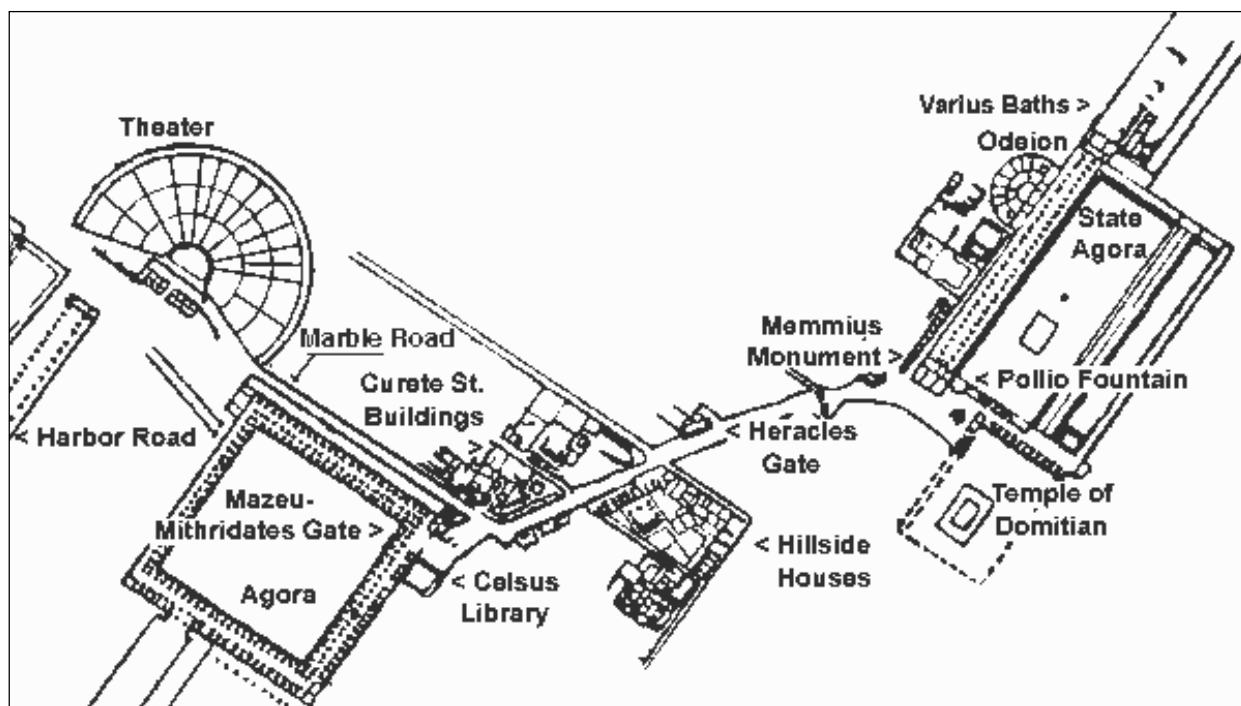 Varius Baths >
Odeion
Theater
State
Agora
Marble Road
Memmius
Monument >
Curete St.
Buildings
< Pollio Fountain
< Harbor Road
< Heracles
Gate
Mazeu-
Mithridates Gate >
Temple of
Domitian
< Hillside
Houses
Agora
< Celsus
Library